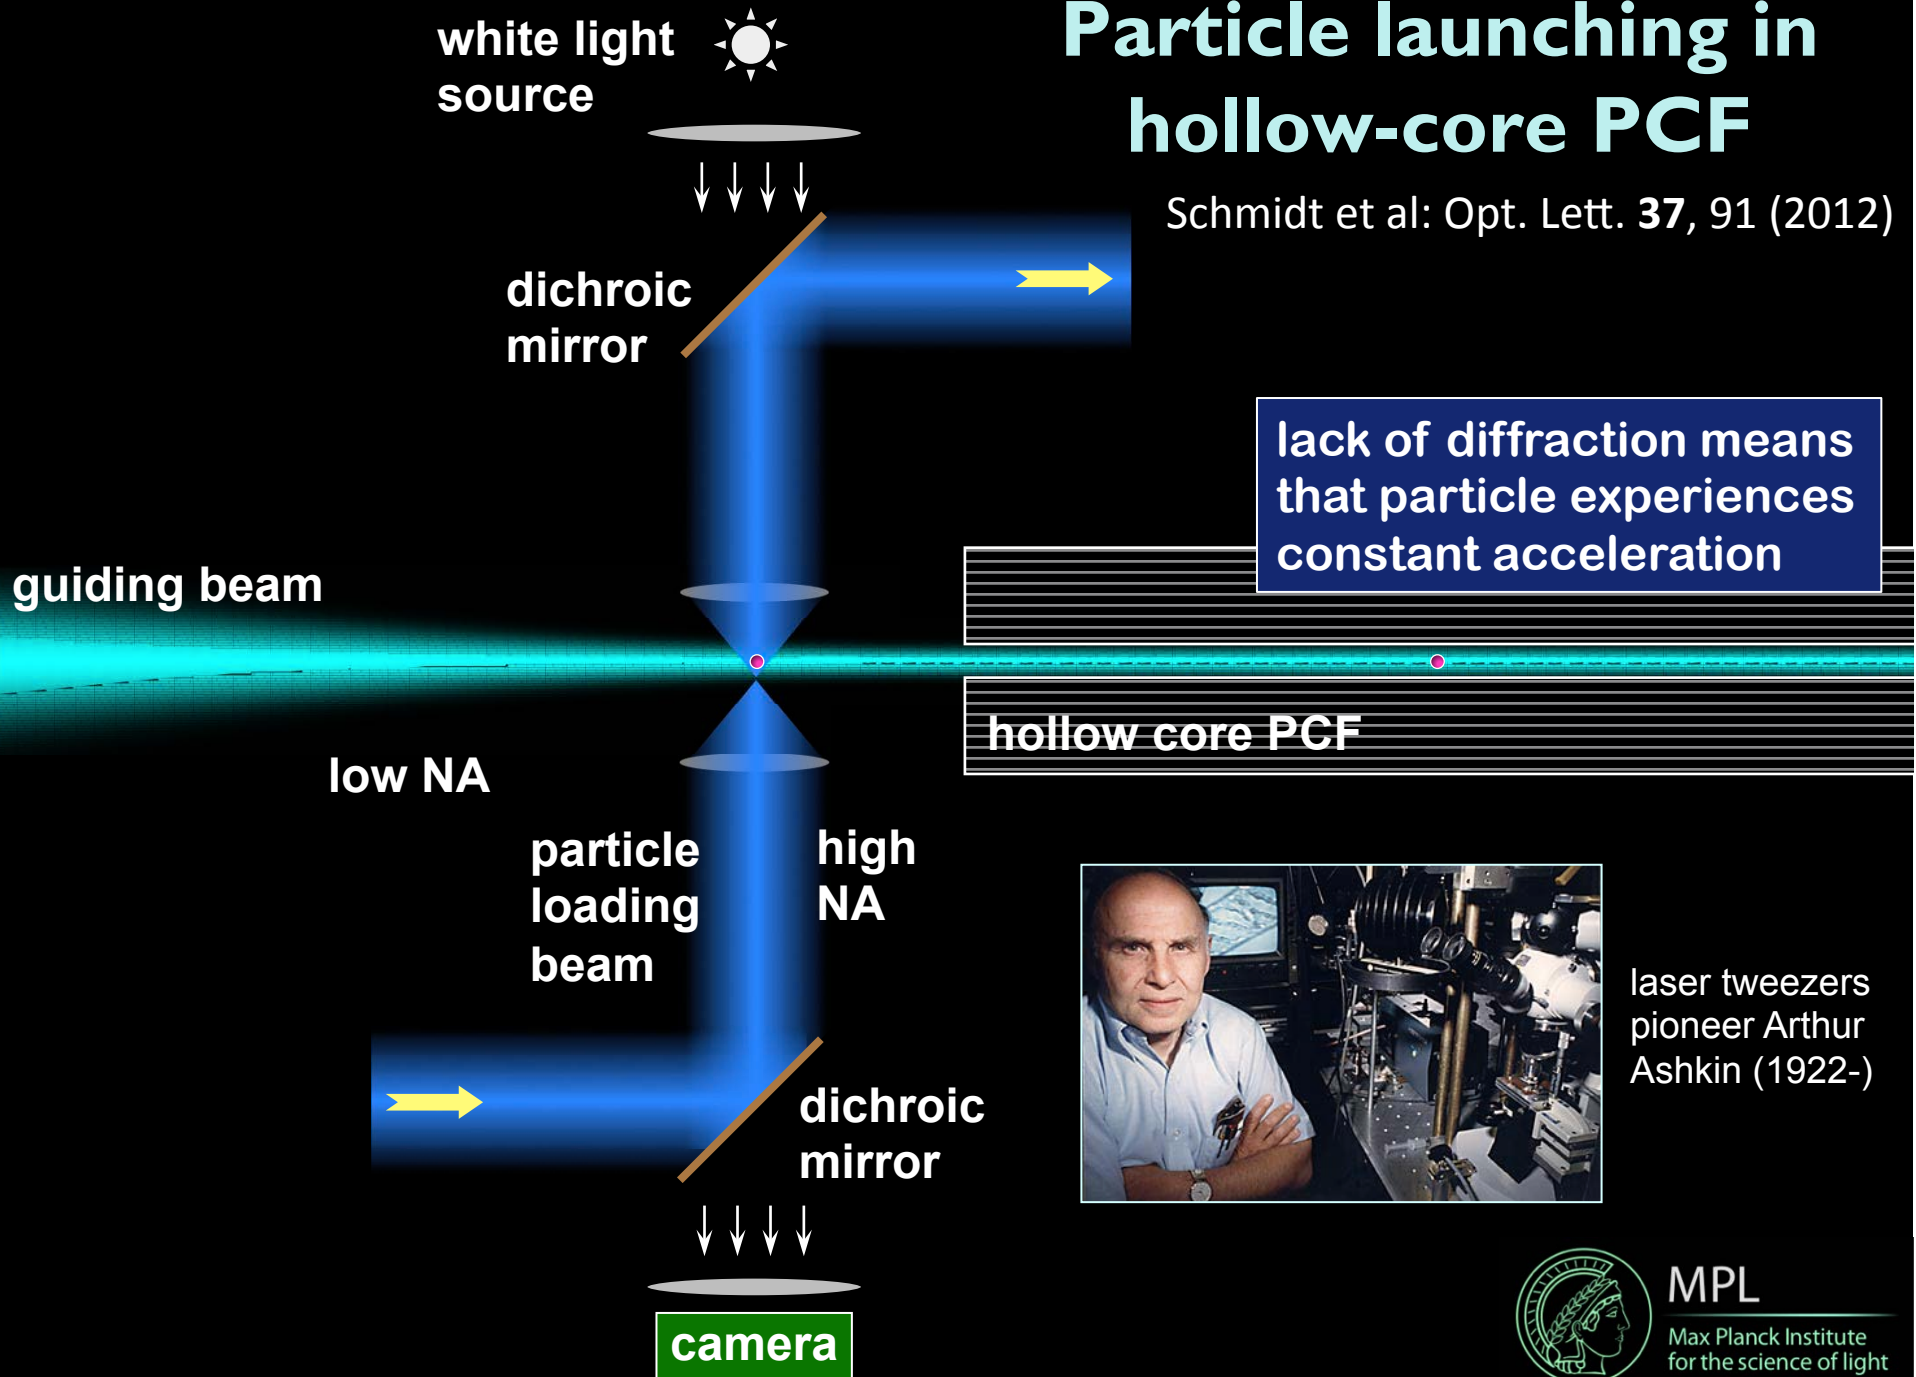 Particle launching in
hollow-core PCF
Schmidt et al: Opt. Lett. 37, 91 (2012)
white light
source
dichroic
mirror
lack of diffraction means
that particle experiences
constant acceleration
guiding beam
hollow core PCF
low NA
particle
loading
beam
high
NA
dichroic
mirror
camera
laser tweezers
pioneer Arthur
Ashkin (1922-)
MPL
Max Planck Institute
for the science of light